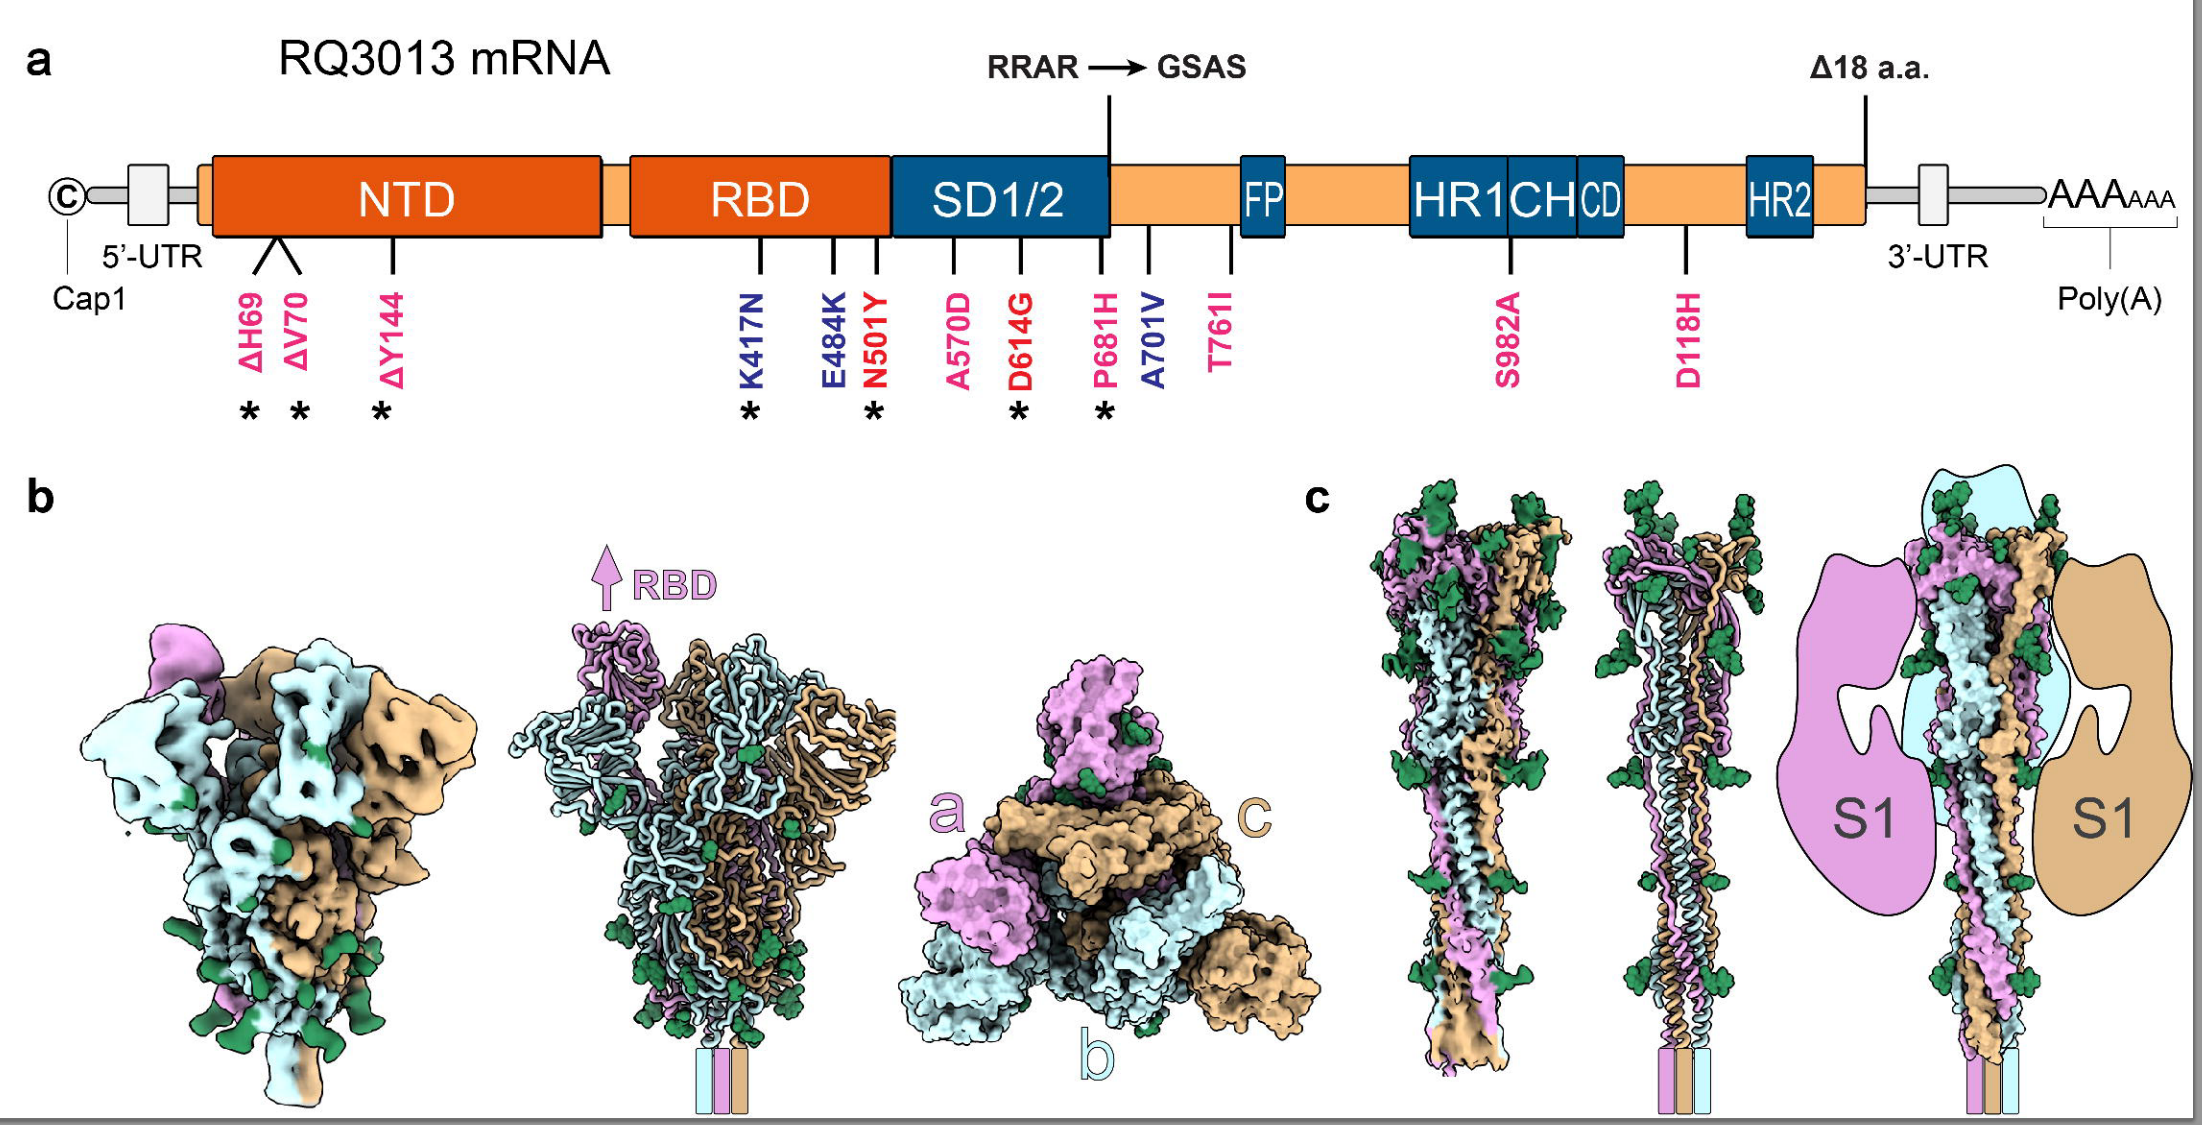 a
RQ3013 mRNA
RRAR → GSAS
Δ18 a.a.
C
NTD
RBD
SD1/2
FP
HR1
CH
CD
HR2
AAAAAA
5’-UTR
3’-UTR
Cap1
Poly(A)
ΔH69
ΔV70
ΔY144
K417N
E484K
N501Y
A570D
D614G
P681H
A701V
T761I
S982A
D118H
* * * * * * *
b
RBD
a
c
b
c
S1
S1